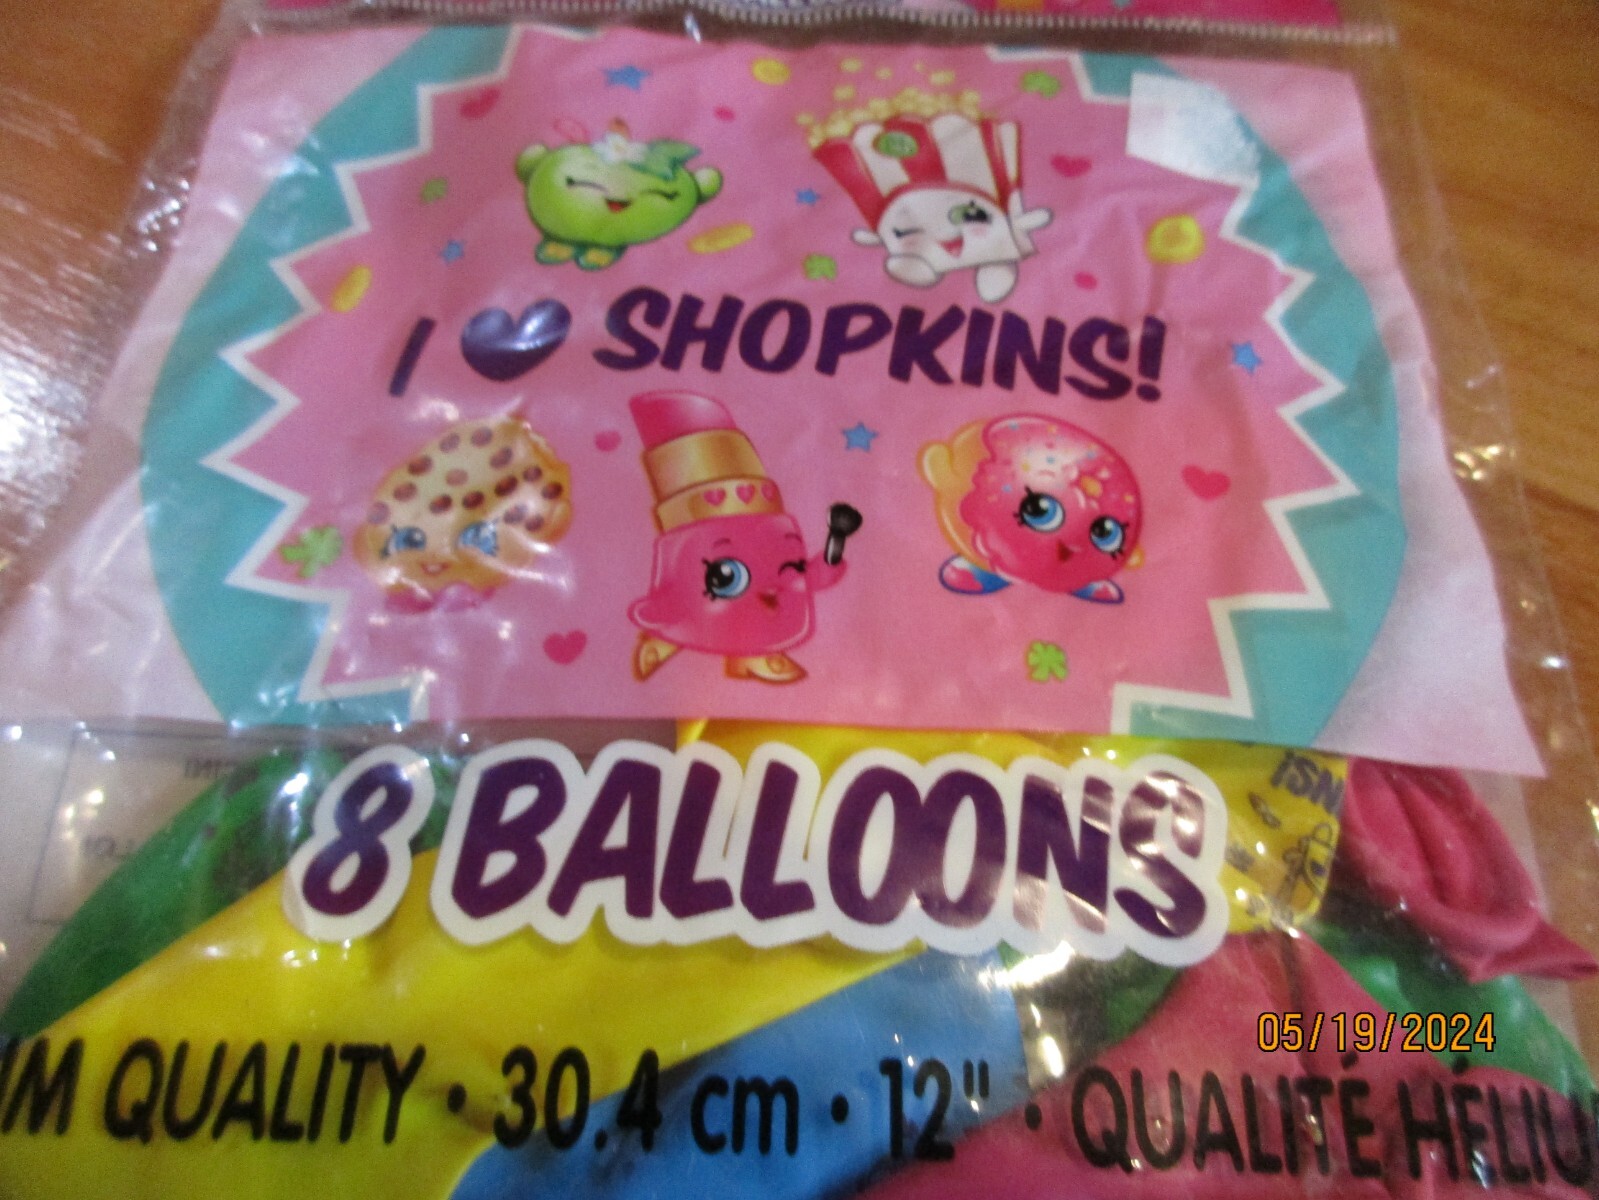 I ♥ SHOPKINS!
8 BALLOONS
QUALITY • 30.4 cm • 12" • QUALITÉ
05/19/2024